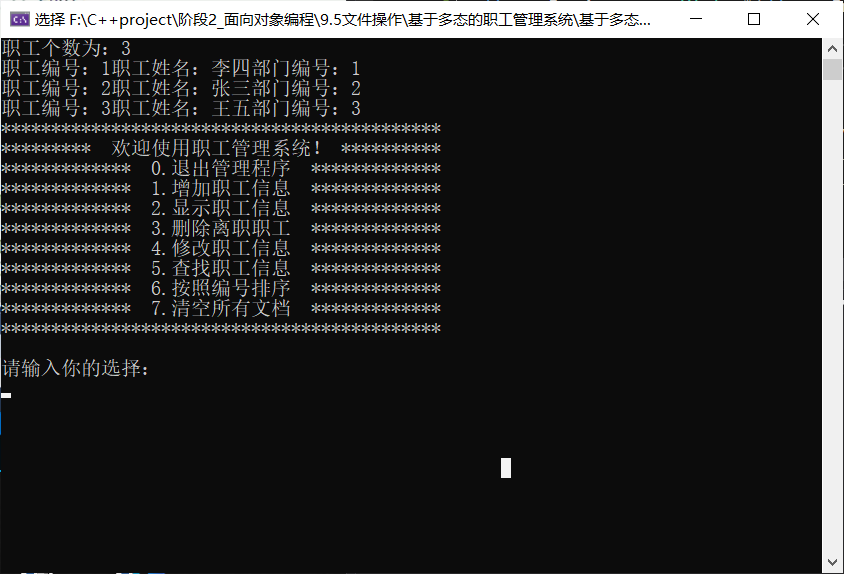 选择 F:\C++project\阶段2_面向对象编程\9.5文件操作\基于多态的职工管理系统\基于多态...
职工个数为：3
职工编号：1职工姓名：李四部门编号：1
职工编号：2职工姓名：张三部门编号：2
职工编号：3职工姓名：王五部门编号：3
********************************************
*********  欢迎使用职工管理系统！ **********
*************  0.退出管理程序  *************
*************  1.增加职工信息  *************
*************  2.显示职工信息  *************
*************  3.删除离职职工  *************
*************  4.修改职工信息  *************
*************  5.查找职工信息  *************
*************  6.按照编号排序  *************
*************  7.清空所有文档  *************
********************************************
请输入你的选择：